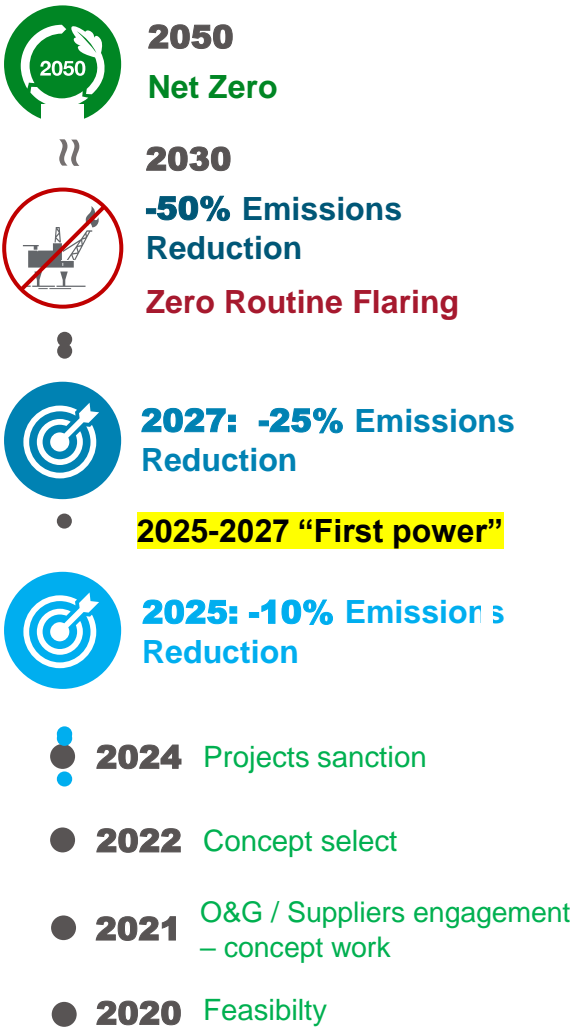 2050
2050
Net Zero
2030
-50% Emissions
Reduction
Zero Routine Flaring
2027: -25% Emissions
Reduction
2025-2027 “First power”
2025: -10% Emissions
Reduction
2024 Projects sanction
2022 Concept select
2021 O&G / Suppliers engagement
– concept work
2020 Feasibilty